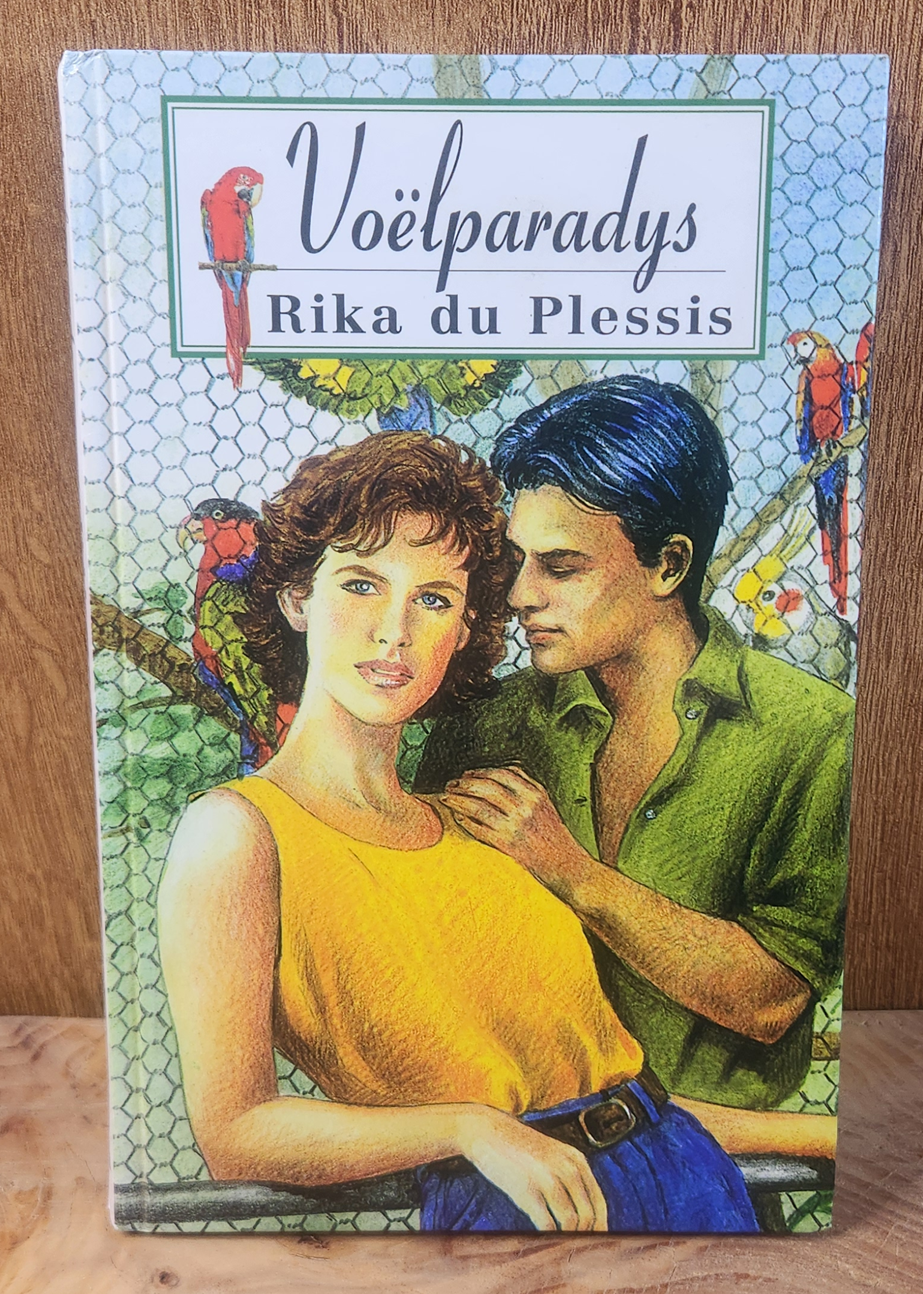 Voëlparadys
Rika du Plessis